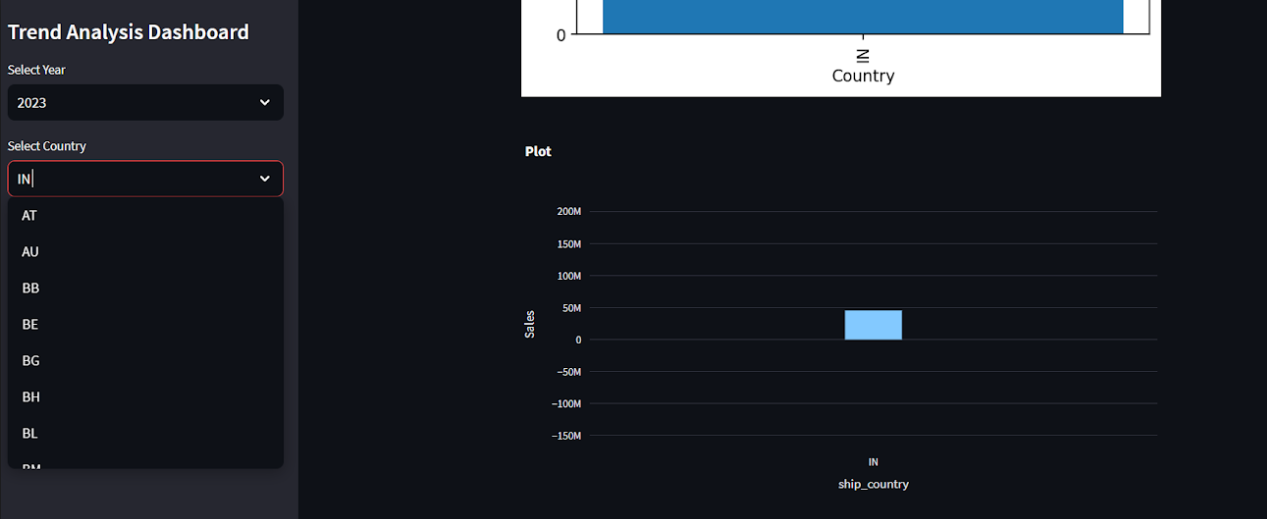 Trend Analysis Dashboard
Select Year
2023
Select Country
IN
AT
AU
BB
BE
BG
BH
BL
BM
0
IN
Country
Plot
200M
150M
100M
50M
0
−50M
−100M
−150M
Sales
IN
ship_country